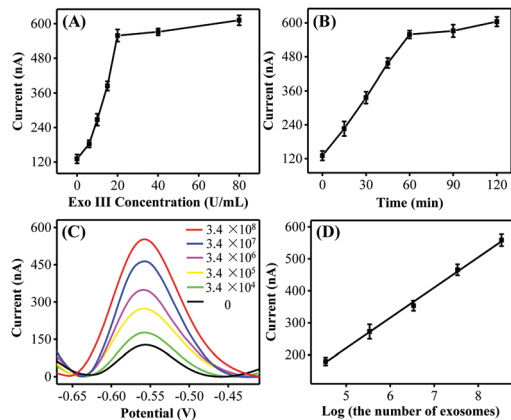 (A)
Current (nA)
600
480
360
240
120
0 20 40 60 80
Exo III Concentration (U/mL)
(B)
Current (nA)
600
480
360
240
120
0 30 60 90 120
Time (min)
(C)
Current (nA)
600
450
300
150
0
3.4 ×10⁸
3.4 ×10⁷
3.4 ×10⁶
3.4 ×10⁵
3.4 ×10⁴
0
-0.65 -0.60 -0.55 -0.50 -0.45
Potential (V)
(D)
Current (nA)
600
500
400
300
200
5 6 7 8
Log (the number of exosomes)